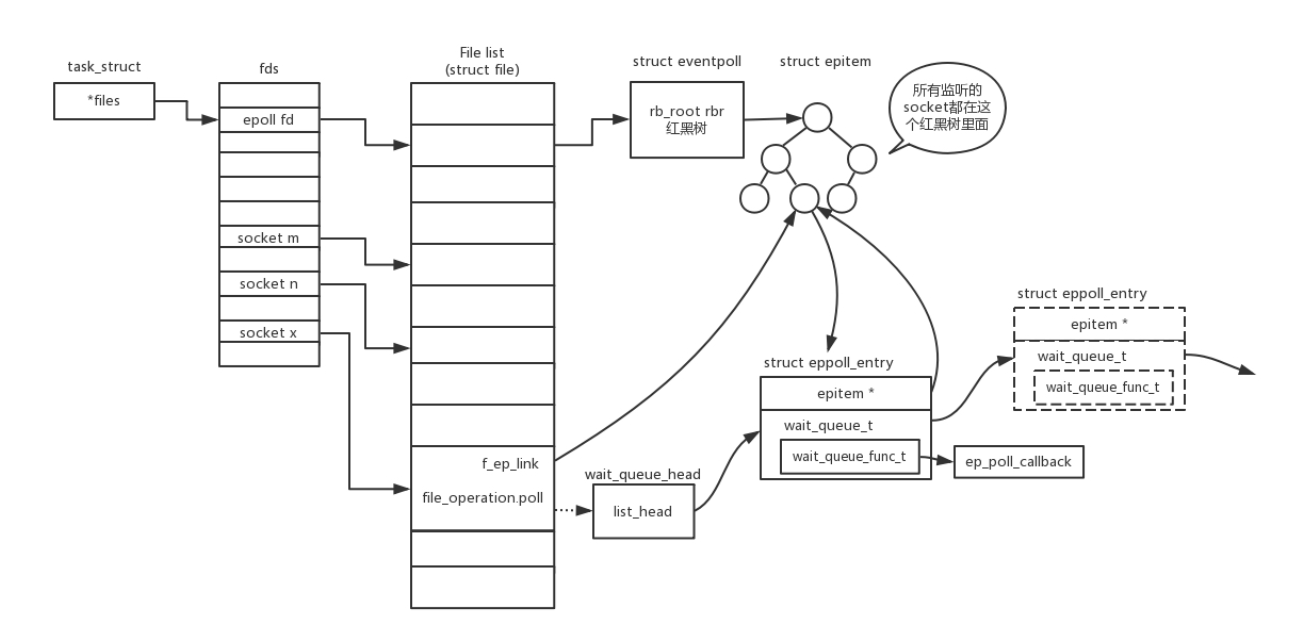 task_struct
*files
fds
epoll fd
socket m
socket n
socket x
File list
(struct file)
f_ep_link
file_operation.poll
struct eventpoll
rb_root rbr
红黑树
struct epitem
所有监听的
socket都在这
个红黑树里面
wait_queue_head
list_head
struct eppoll_entry
epitem *
wait_queue_t
wait_queue_func_t
ep_poll_callback
struct eppoll_entry
epitem *
wait_queue_t
wait_queue_func_t